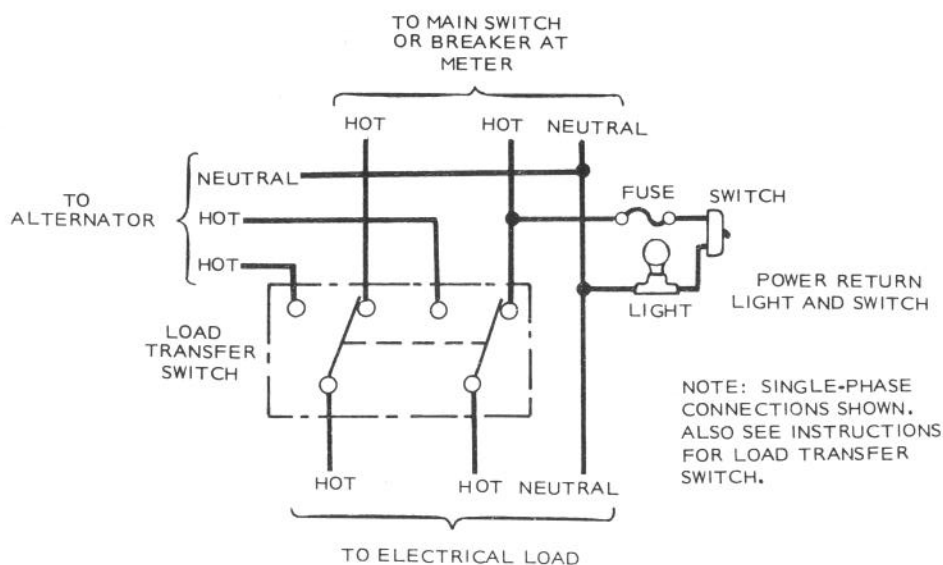 TO MAIN SWITCH
OR BREAKER AT
METER
HOT
HOT
NEUTRAL
TO
ALTERNATOR
NEUTRAL
HOT
HOT
FUSE
SWITCH
LIGHT
POWER RETURN
LIGHT AND SWITCH
LOAD
TRANSFER
SWITCH
NOTE: SINGLE-PHASE
CONNECTIONS SHOWN.
ALSO SEE INSTRUCTIONS
FOR LOAD TRANSFER
SWITCH.
HOT
HOT
NEUTRAL
TO ELECTRICAL LOAD